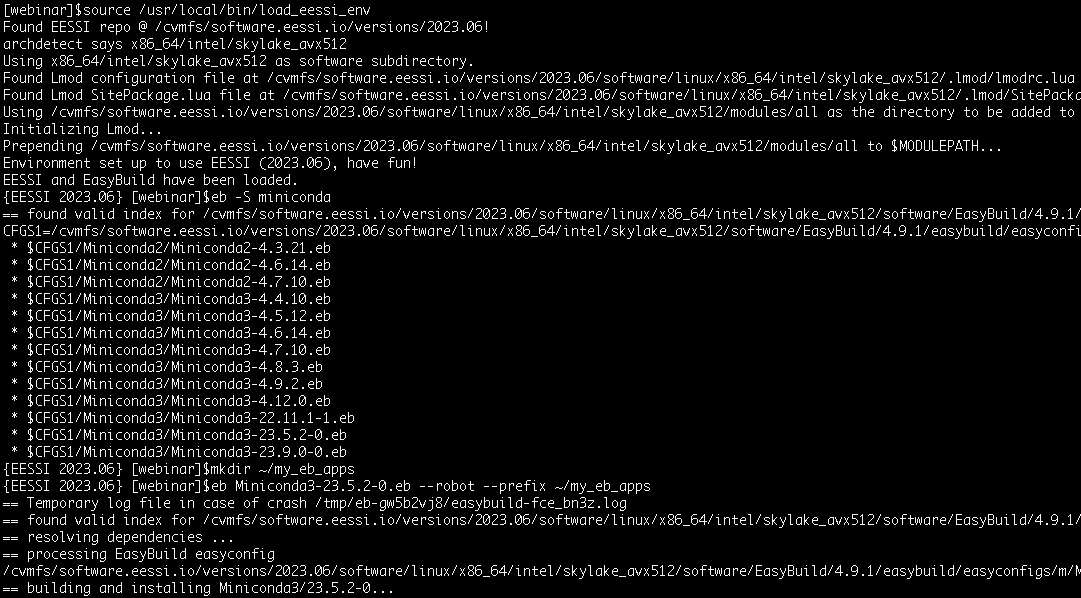 [webinar]$source /usr/local/bin/load_eessi_env
Found EESSI repo @ /cvmfs/software.eessi.io/versions/2023.06!
archdetect says x86_64/intel/skylake_avx512
Using x86_64/intel/skylake_avx512 as software subdirectory.
Found Lmod configuration file at /cvmfs/software.eessi.io/versions/2023.06/software/linux/x86_64/intel/skylake_avx512/.lmod/lmodrc.lua
Found Lmod SitePackage.lua file at /cvmfs/software.eessi.io/versions/2023.06/software/linux/x86_64/intel/skylake_avx512/.lmod/SitePacka
Using /cvmfs/software.eessi.io/versions/2023.06/software/linux/x86_64/intel/skylake_avx512/modules/all as the directory to be added to
Initializing Lmod...
Prepending /cvmfs/software.eessi.io/versions/2023.06/software/linux/x86_64/intel/skylake_avx512/modules/all to $MODULEPATH...
Environment set up to use EESSI (2023.06), have fun!
EESSI and EasyBuild have been loaded.
{EESSI 2023.06} [webinar]$eb -S miniconda
== found valid index for /cvmfs/software.eessi.io/versions/2023.06/software/linux/x86_64/intel/skylake_avx512/software/EasyBuild/4.9.1/
CFGS1=/cvmfs/software.eessi.io/versions/2023.06/software/linux/x86_64/intel/skylake_avx512/software/EasyBuild/4.9.1/easybuild/easyconfi
* $CFGS1/Miniconda2/Miniconda2-4.3.21.eb
* $CFGS1/Miniconda2/Miniconda2-4.6.14.eb
* $CFGS1/Miniconda2/Miniconda2-4.7.10.eb
* $CFGS1/Miniconda3/Miniconda3-4.4.10.eb
* $CFGS1/Miniconda3/Miniconda3-4.5.12.eb
* $CFGS1/Miniconda3/Miniconda3-4.6.14.eb
* $CFGS1/Miniconda3/Miniconda3-4.7.10.eb
* $CFGS1/Miniconda3/Miniconda3-4.8.3.eb
* $CFGS1/Miniconda3/Miniconda3-4.9.2.eb
* $CFGS1/Miniconda3/Miniconda3-4.12.0.eb
* $CFGS1/Miniconda3/Miniconda3-22.11.1-1.eb
* $CFGS1/Miniconda3/Miniconda3-23.5.2-0.eb
* $CFGS1/Miniconda3/Miniconda3-23.9.0-0.eb
{EESSI 2023.06} [webinar]$mkdir ~/my_eb_apps
{EESSI 2023.06} [webinar]$eb Miniconda3-23.5.2-0.eb --robot --prefix ~/my_eb_apps
== Temporary log file in case of crash /tmp/eb-gw5b2vj8/easybuild-fce_bn3z.log
== found valid index for /cvmfs/software.eessi.io/versions/2023.06/software/linux/x86_64/intel/skylake_avx512/software/EasyBuild/4.9.1/
== resolving dependencies ...
== processing EasyBuild easyconfig
/cvmfs/software.eessi.io/versions/2023.06/software/linux/x86_64/intel/skylake_avx512/software/EasyBuild/4.9.1/easybuild/easyconfigs/m/M
== building and installing Miniconda3/23.5.2-0...